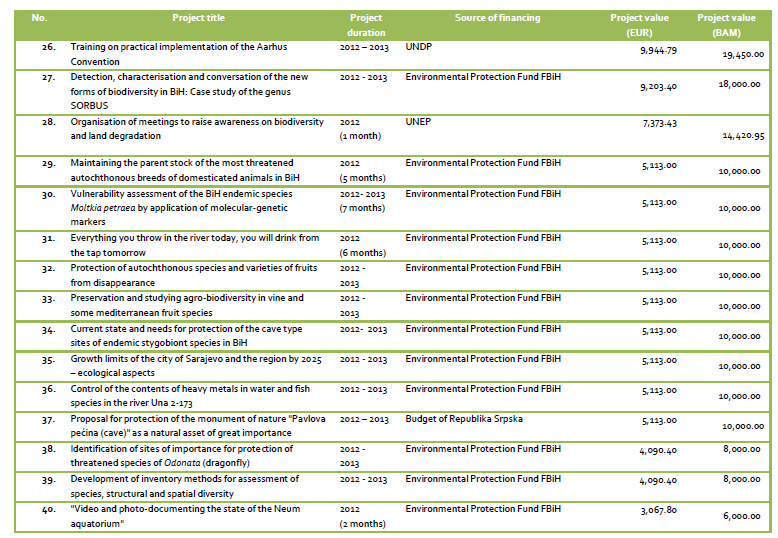 No. Project title Project duration Source of financing Project value (EUR) Project value (BAM)
26. Training on practical implementation of the Aarhus Convention 2012 – 2013 UNDP 9,944.79 19,450.00
27. Detection, characterisation and conversation of the new forms of biodiversity in BiH: Case study of the genus SORBUS 2012 - 2013 Environmental Protection Fund FBiH 9,203.40 18,000.00
28. Organisation of meetings to raise awareness on biodiversity and land degradation 2012 (1 month) UNEP 7,373.43 14,420.95
29. Maintaining the parent stock of the most threatened autochthonous breeds of domesticated animals in BiH 2012 (5 months) Environmental Protection Fund FBiH 5,113.00 10,000.00
30. Vulnerability assessment of the BiH endemic species Moltkia petraea by application of molecular-genetic markers 2012- 2013 (7 months) Environmental Protection Fund FBiH 5,113.00 10,000.00
31. Everything you throw in the river today, you will drink from the tap tomorrow 2012 (6 months) Environmental Protection Fund FBiH 5,113.00 10,000.00
32. Protection of autochthonous species and varieties of fruits from disappearance 2012 - 2013 Environmental Protection Fund FBiH 5,113.00 10,000.00
33. Preservation and studying agro-biodiversity in vine and some mediterranean fruit species 2012 - 2013 Environmental Protection Fund FBiH 5,113.00 10,000.00
34. Current state and needs for protection of the cave type sites of endemic stygobiont species in BiH 2012- 2013 Environmental Protection Fund FBiH 5,113.00 10,000.00
35. Growth limits of the city of Sarajevo and the region by 2025 – ecological aspects 2012 - 2013 Environmental Protection Fund FBiH 5,113.00 10,000.00
36. Control of the contents of heavy metals in water and fish species in the river Una 2-173 2012 - 2013 Environmental Protection Fund FBiH 5,113.00 10,000.00
37. Proposal for protection of the monument of nature "Pavlova pećina (cave)" as a natural asset of great importance 2012 – 2013 Budget of Republika Srpska 5,113.00 10,000.00
38. Identification of sites of importance for protection of threatened species of Odonata (dragonfly) 2012 - 2013 Environmental Protection Fund FBiH 4,090.40 8,000.00
39. Development of inventory methods for assessment of species, structural and spatial diversity 2012 - 2013 Environmental Protection Fund FBiH 4,090.40 8,000.00
40. "Video and photo-documenting the state of the Neum aquatorium" 2012 (2 months) Environmental Protection Fund FBiH 3,067.80 6,000.00